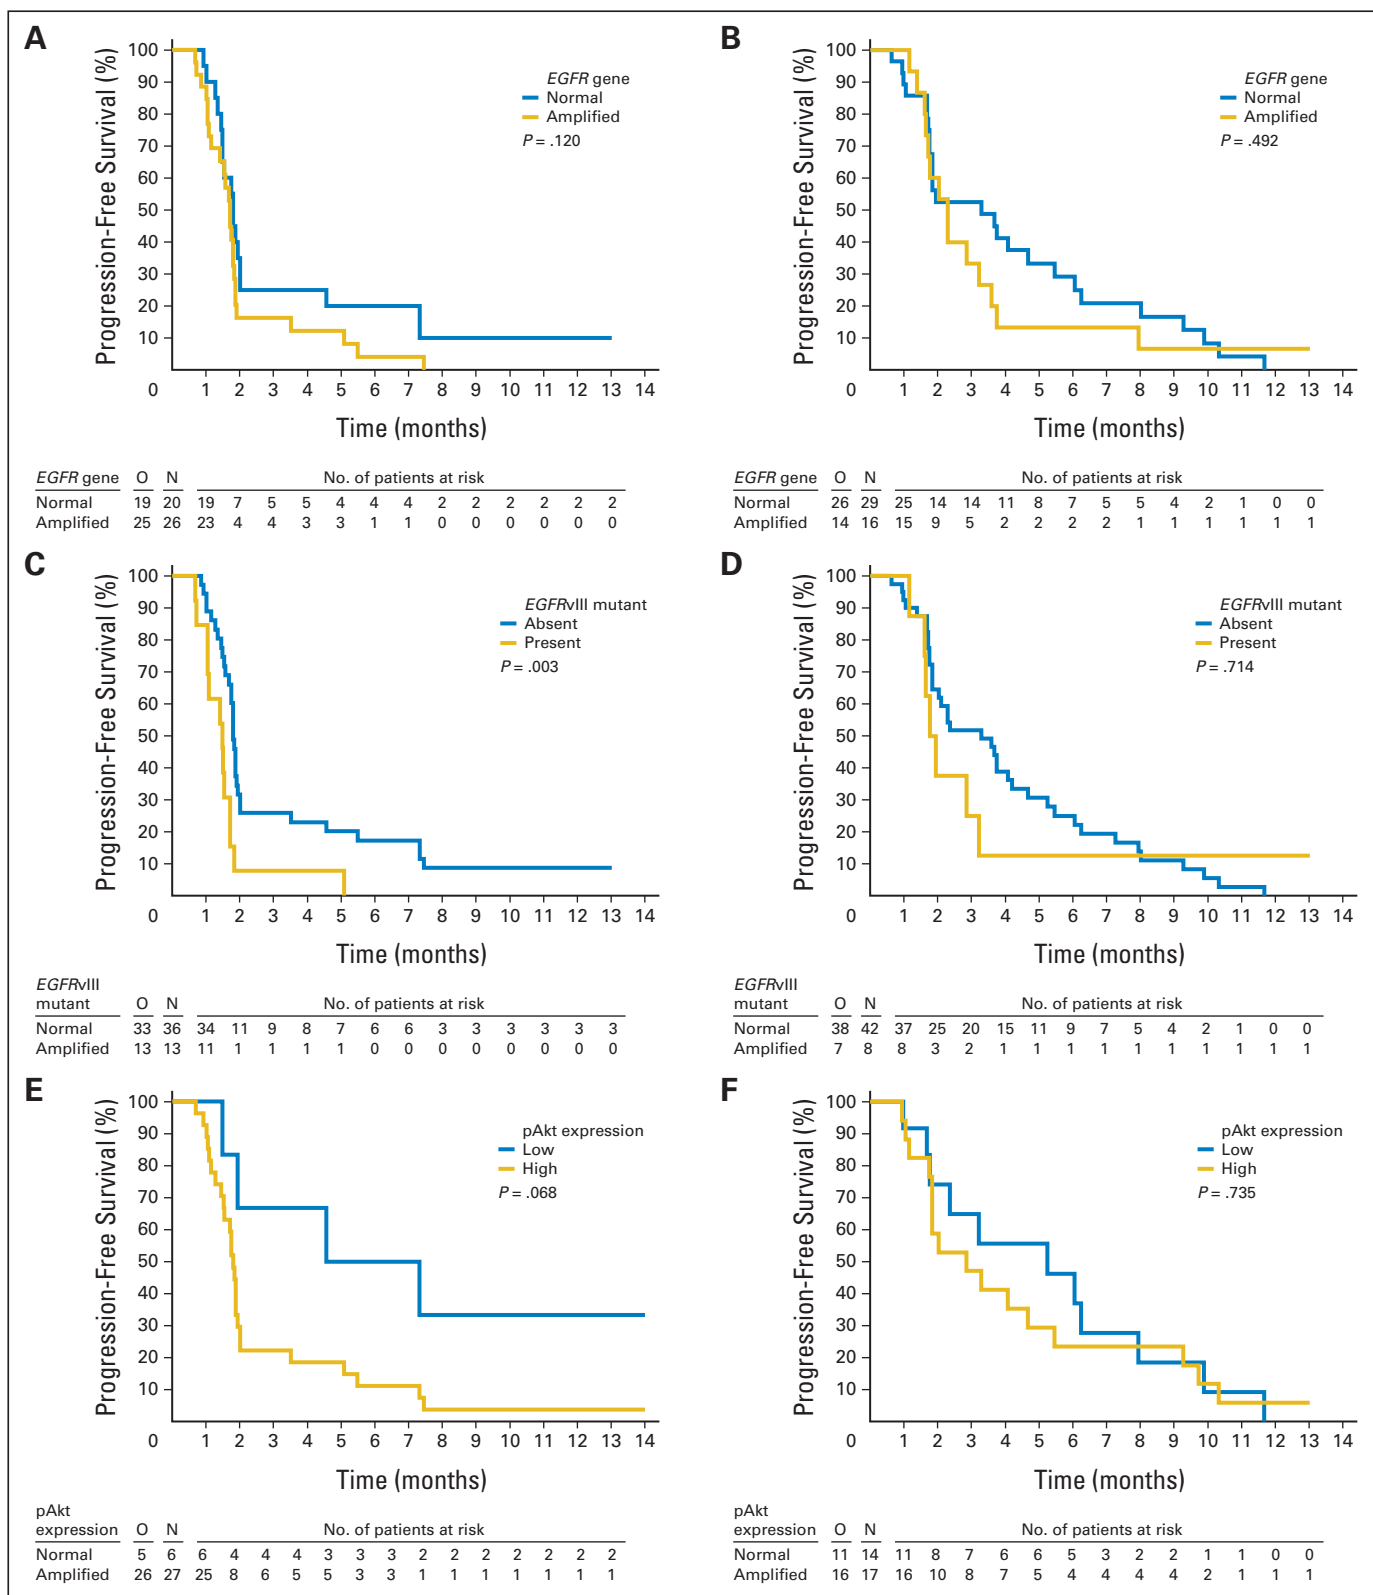 A
Progression-Free Survival (%)
100
90
80
70
60
50
40
30
20
10
0 1 2 3 4 5 6 7 8 9 10 11 12 13 14
Time (months)
EGFR gene
Normal
Amplified
P = .120
EGFR gene O N No. of patients at risk
Normal 19 20 19 7 5 5 4 4 4 2 2 2 2 2 2
Amplified 25 26 23 4 4 3 3 1 1 0 0 0 0 0 0
B
Progression-Free Survival (%)
100
90
80
70
60
50
40
30
20
10
0 1 2 3 4 5 6 7 8 9 10 11 12 13 14
Time (months)
EGFR gene
Normal
Amplified
P = .492
EGFR gene O N No. of patients at risk
Normal 26 29 25 14 14 11 8 7 5 5 4 2 1 0 0
Amplified 14 16 15 9 5 2 2 2 2 1 1 1 1 1 1
C
Progression-Free Survival (%)
100
90
80
70
60
50
40
30
20
10
0 1 2 3 4 5 6 7 8 9 10 11 12 13 14
Time (months)
EGFRvIII mutant
Absent
Present
P = .003
EGFRvIII
mutant O N No. of patients at risk
Normal 33 36 34 11 9 8 7 6 6 3 3 3 3 3 3
Amplified 13 13 11 1 1 1 1 0 0 0 0 0 0 0 0
D
Progression-Free Survival (%)
100
90
80
70
60
50
40
30
20
10
0 1 2 3 4 5 6 7 8 9 10 11 12 13 14
Time (months)
EGFRvIII mutant
Absent
Present
P = .714
EGFRvIII
mutant O N No. of patients at risk
Normal 38 42 37 25 20 15 11 9 7 5 4 2 1 0 0
Amplified 7 8 8 3 2 1 1 1 1 1 1 1 1 1 1
E
Progression-Free Survival (%)
100
90
80
70
60
50
40
30
20
10
0 1 2 3 4 5 6 7 8 9 10 11 12 13 14
Time (months)
pAkt expression
Low
High
P = .068
pAkt
expression O N No. of patients at risk
Normal 5 6 6 4 4 4 3 3 3 2 2 2 2 2 2
Amplified 26 27 25 8 6 5 5 3 3 1 1 1 1 1 1
F
Progression-Free Survival (%)
100
90
80
70
60
50
40
30
20
10
0 1 2 3 4 5 6 7 8 9 10 11 12 13 14
Time (months)
pAkt expression
Low
High
P = .735
pAkt
expression O N No. of patients at risk
Normal 11 14 11 8 7 6 6 5 3 2 2 1 1 0 0
Amplified 16 17 16 10 8 7 5 4 4 4 4 2 1 1 1